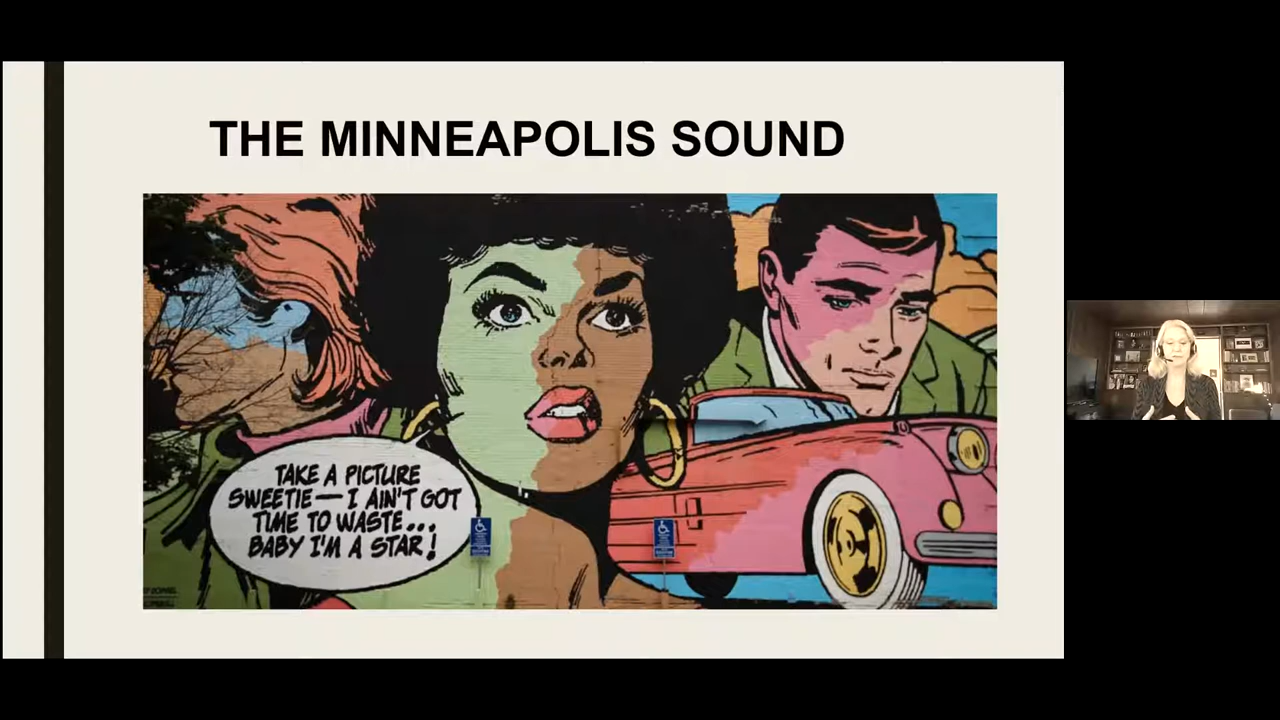 THE MINNEAPOLIS SOUND
TAKE A PICTURE
SWEETIE—I AIN'T GOT
TIME TO WASTE...
BABY I'M A STAR!